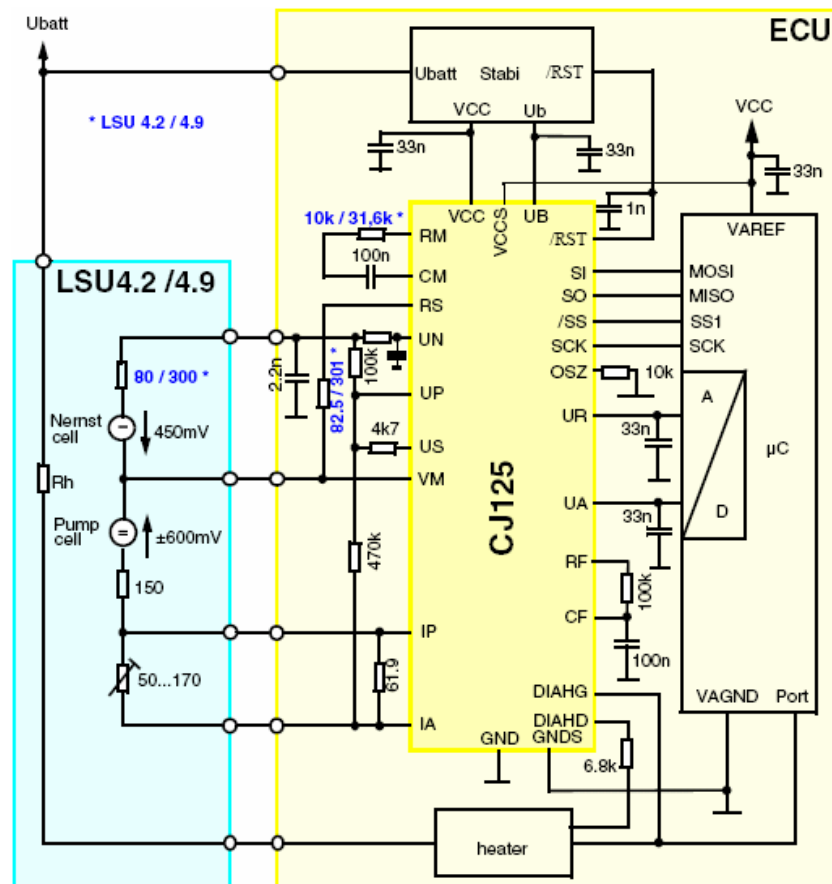 Ubatt
ECU
Ubatt Stabi /RST
VCC Ub
* LSU 4.2 / 4.9
33n
33n
VCC
33n
10k / 31,6k *
VCC
VCCS
UB
1n
RM
/RST
VAREF
100n
CM
SI
MOSI
LSU4.2 /4.9
RS
SO
MISO
UN
/SS
SS1
SCK
SCK
2.2n
82.5 / 301 *
100k
80 / 300 *
OSZ
10k
UP
UR
A
Nernst
cell
450mV
4k7
US
33n
µC
Rh
VM
CJ125
UA
D
33n
Pump
cell
±600mV
470k
RF
150
100k
CF
IP
100n
50...170
61.9
DIAHG
VAGND Port
IA
DIAHD
GND
GNDS
6.8k
heater